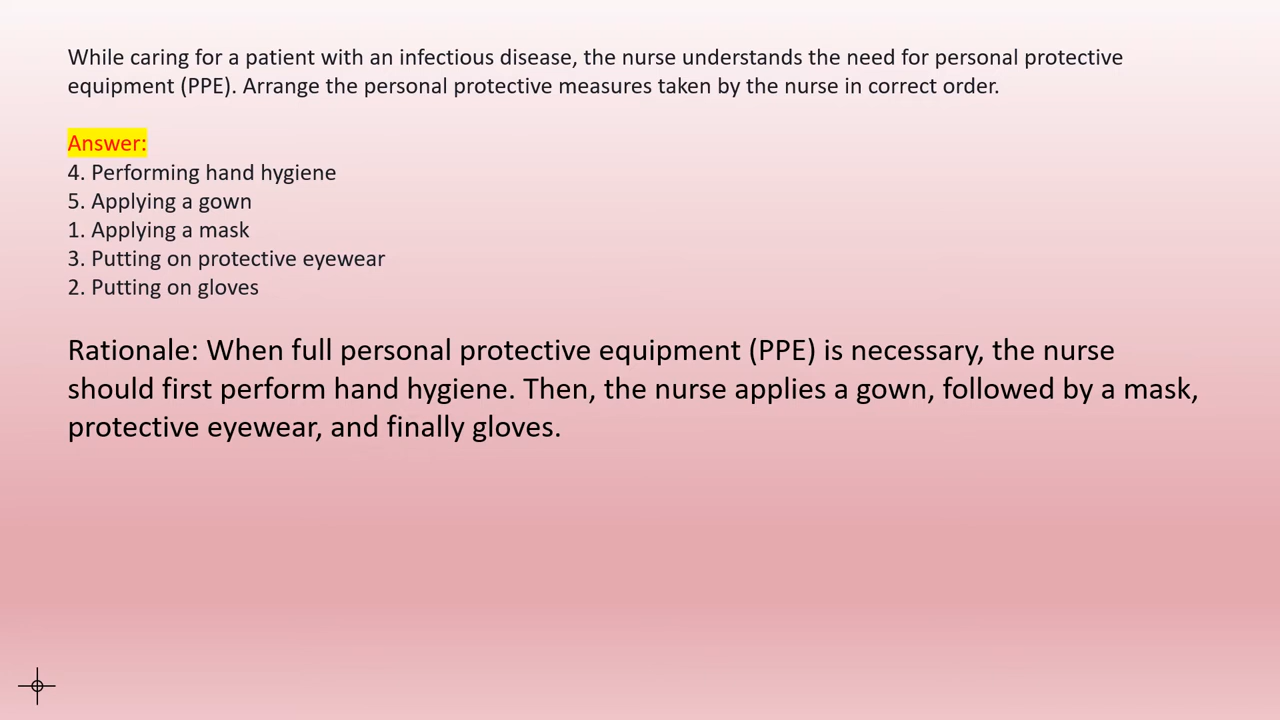 While caring for a patient with an infectious disease, the nurse understands the need for personal protective
equipment (PPE). Arrange the personal protective measures taken by the nurse in correct order.
Answer:
4. Performing hand hygiene
5. Applying a gown
1. Applying a mask
3. Putting on protective eyewear
2. Putting on gloves
Rationale: When full personal protective equipment (PPE) is necessary, the nurse
should first perform hand hygiene. Then, the nurse applies a gown, followed by a mask,
protective eyewear, and finally gloves.